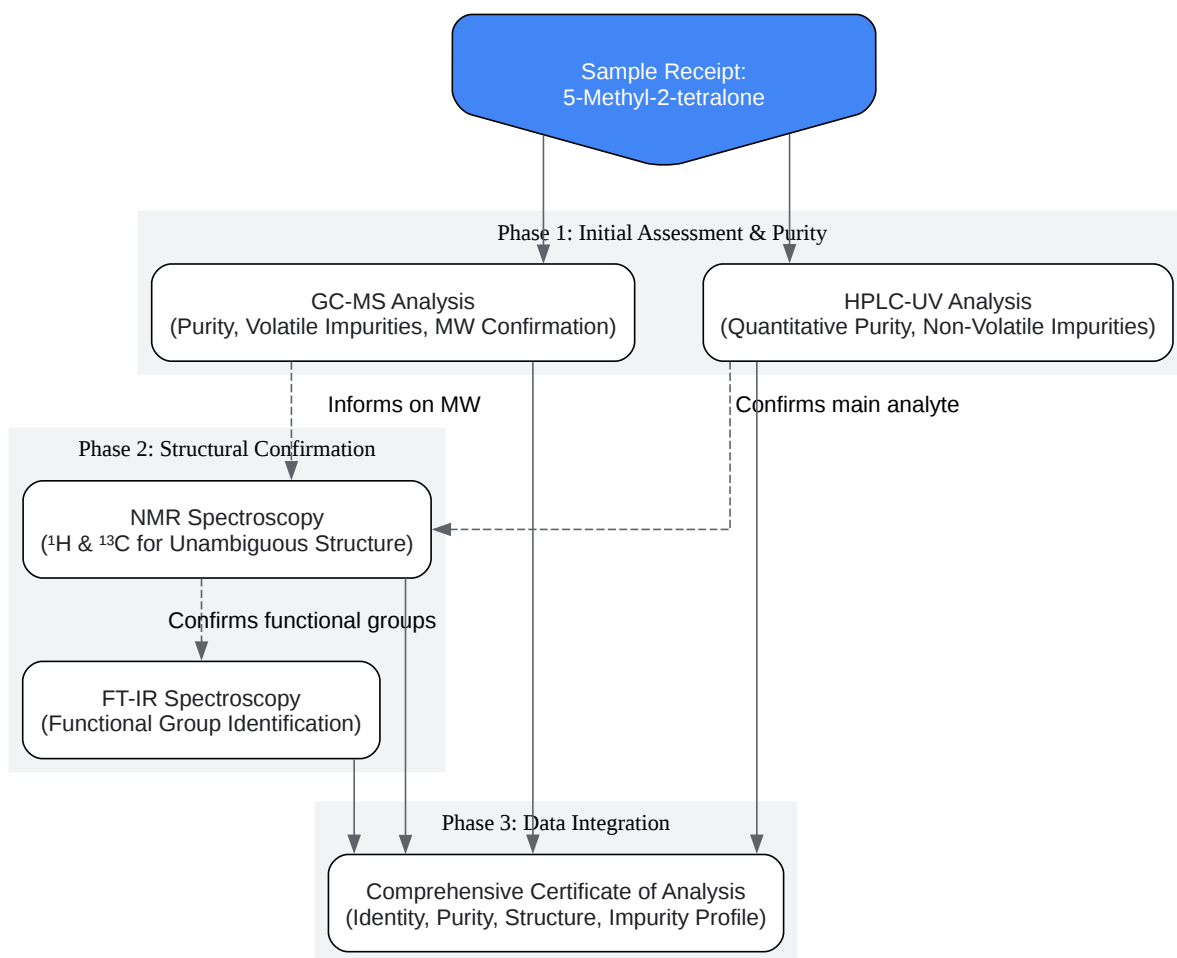 Sample Receipt:
5-Methyl-2-tetralone
Phase 1: Initial Assessment & Purity
GC-MS Analysis
(Purity, Volatile Impurities, MW Confirmation)
HPLC-UV Analysis
(Quantitative Purity, Non-Volatile Impurities)
Informs on MW
Confirms main analyte
Phase 2: Structural Confirmation
NMR Spectroscopy
(¹H & ¹³C for Unambiguous Structure)
Confirms functional groups
FT-IR Spectroscopy
(Functional Group Identification)
Phase 3: Data Integration
Comprehensive Certificate of Analysis
(Identity, Purity, Structure, Impurity Profile)